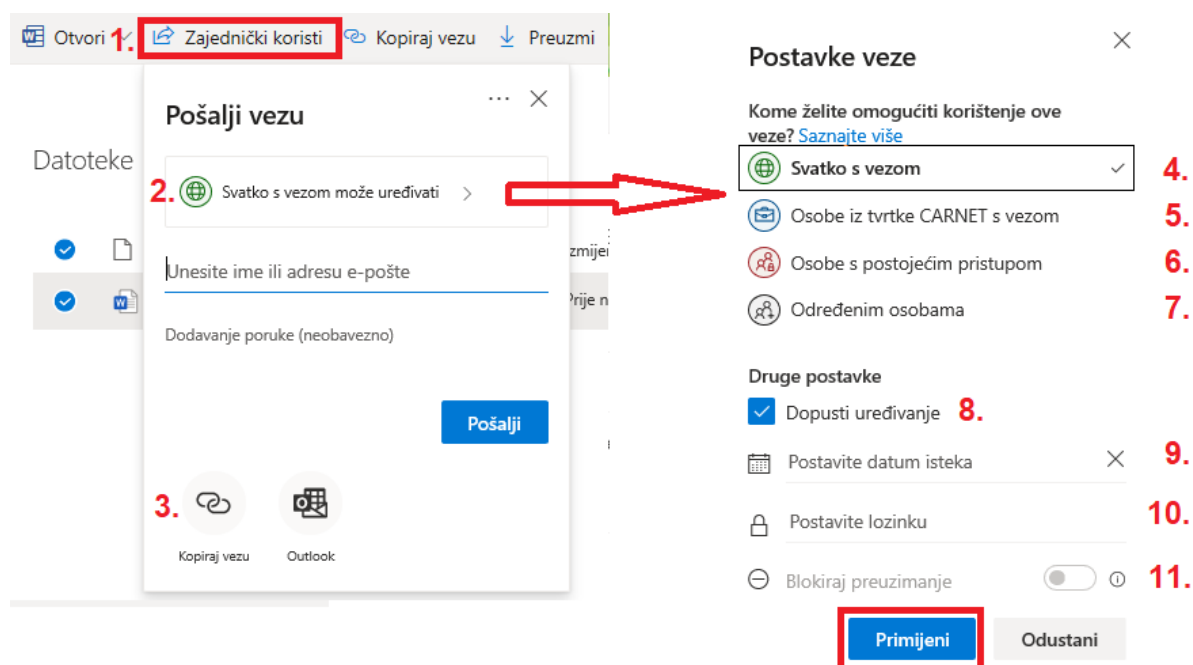 Otvori
1.
Zajednički koristi
Kopiraj vezu
Preuzmi
Pošalji vezu
Datoteke
2.
Svatko s vezom može uređivati
Unesite ime ili adresu e-pošte
Dodavanje poruke (neobavezno)
Pošalji
3.
Kopiraj vezu
Outlook
Postavke veze
Kome želite omogućiti korištenje ove
veze? Saznajte više
Svatko s vezom
4.
Osobe iz tvrtke CARNET s vezom
5.
Osobe s postojećim pristupom
6.
Određenim osobama
7.
Druge postavke
Dopusti uređivanje
8.
Postavite datum isteka
9.
Postavite lozinku
10.
Blokiraj preuzimanje
11.
Primijeni
Odustani